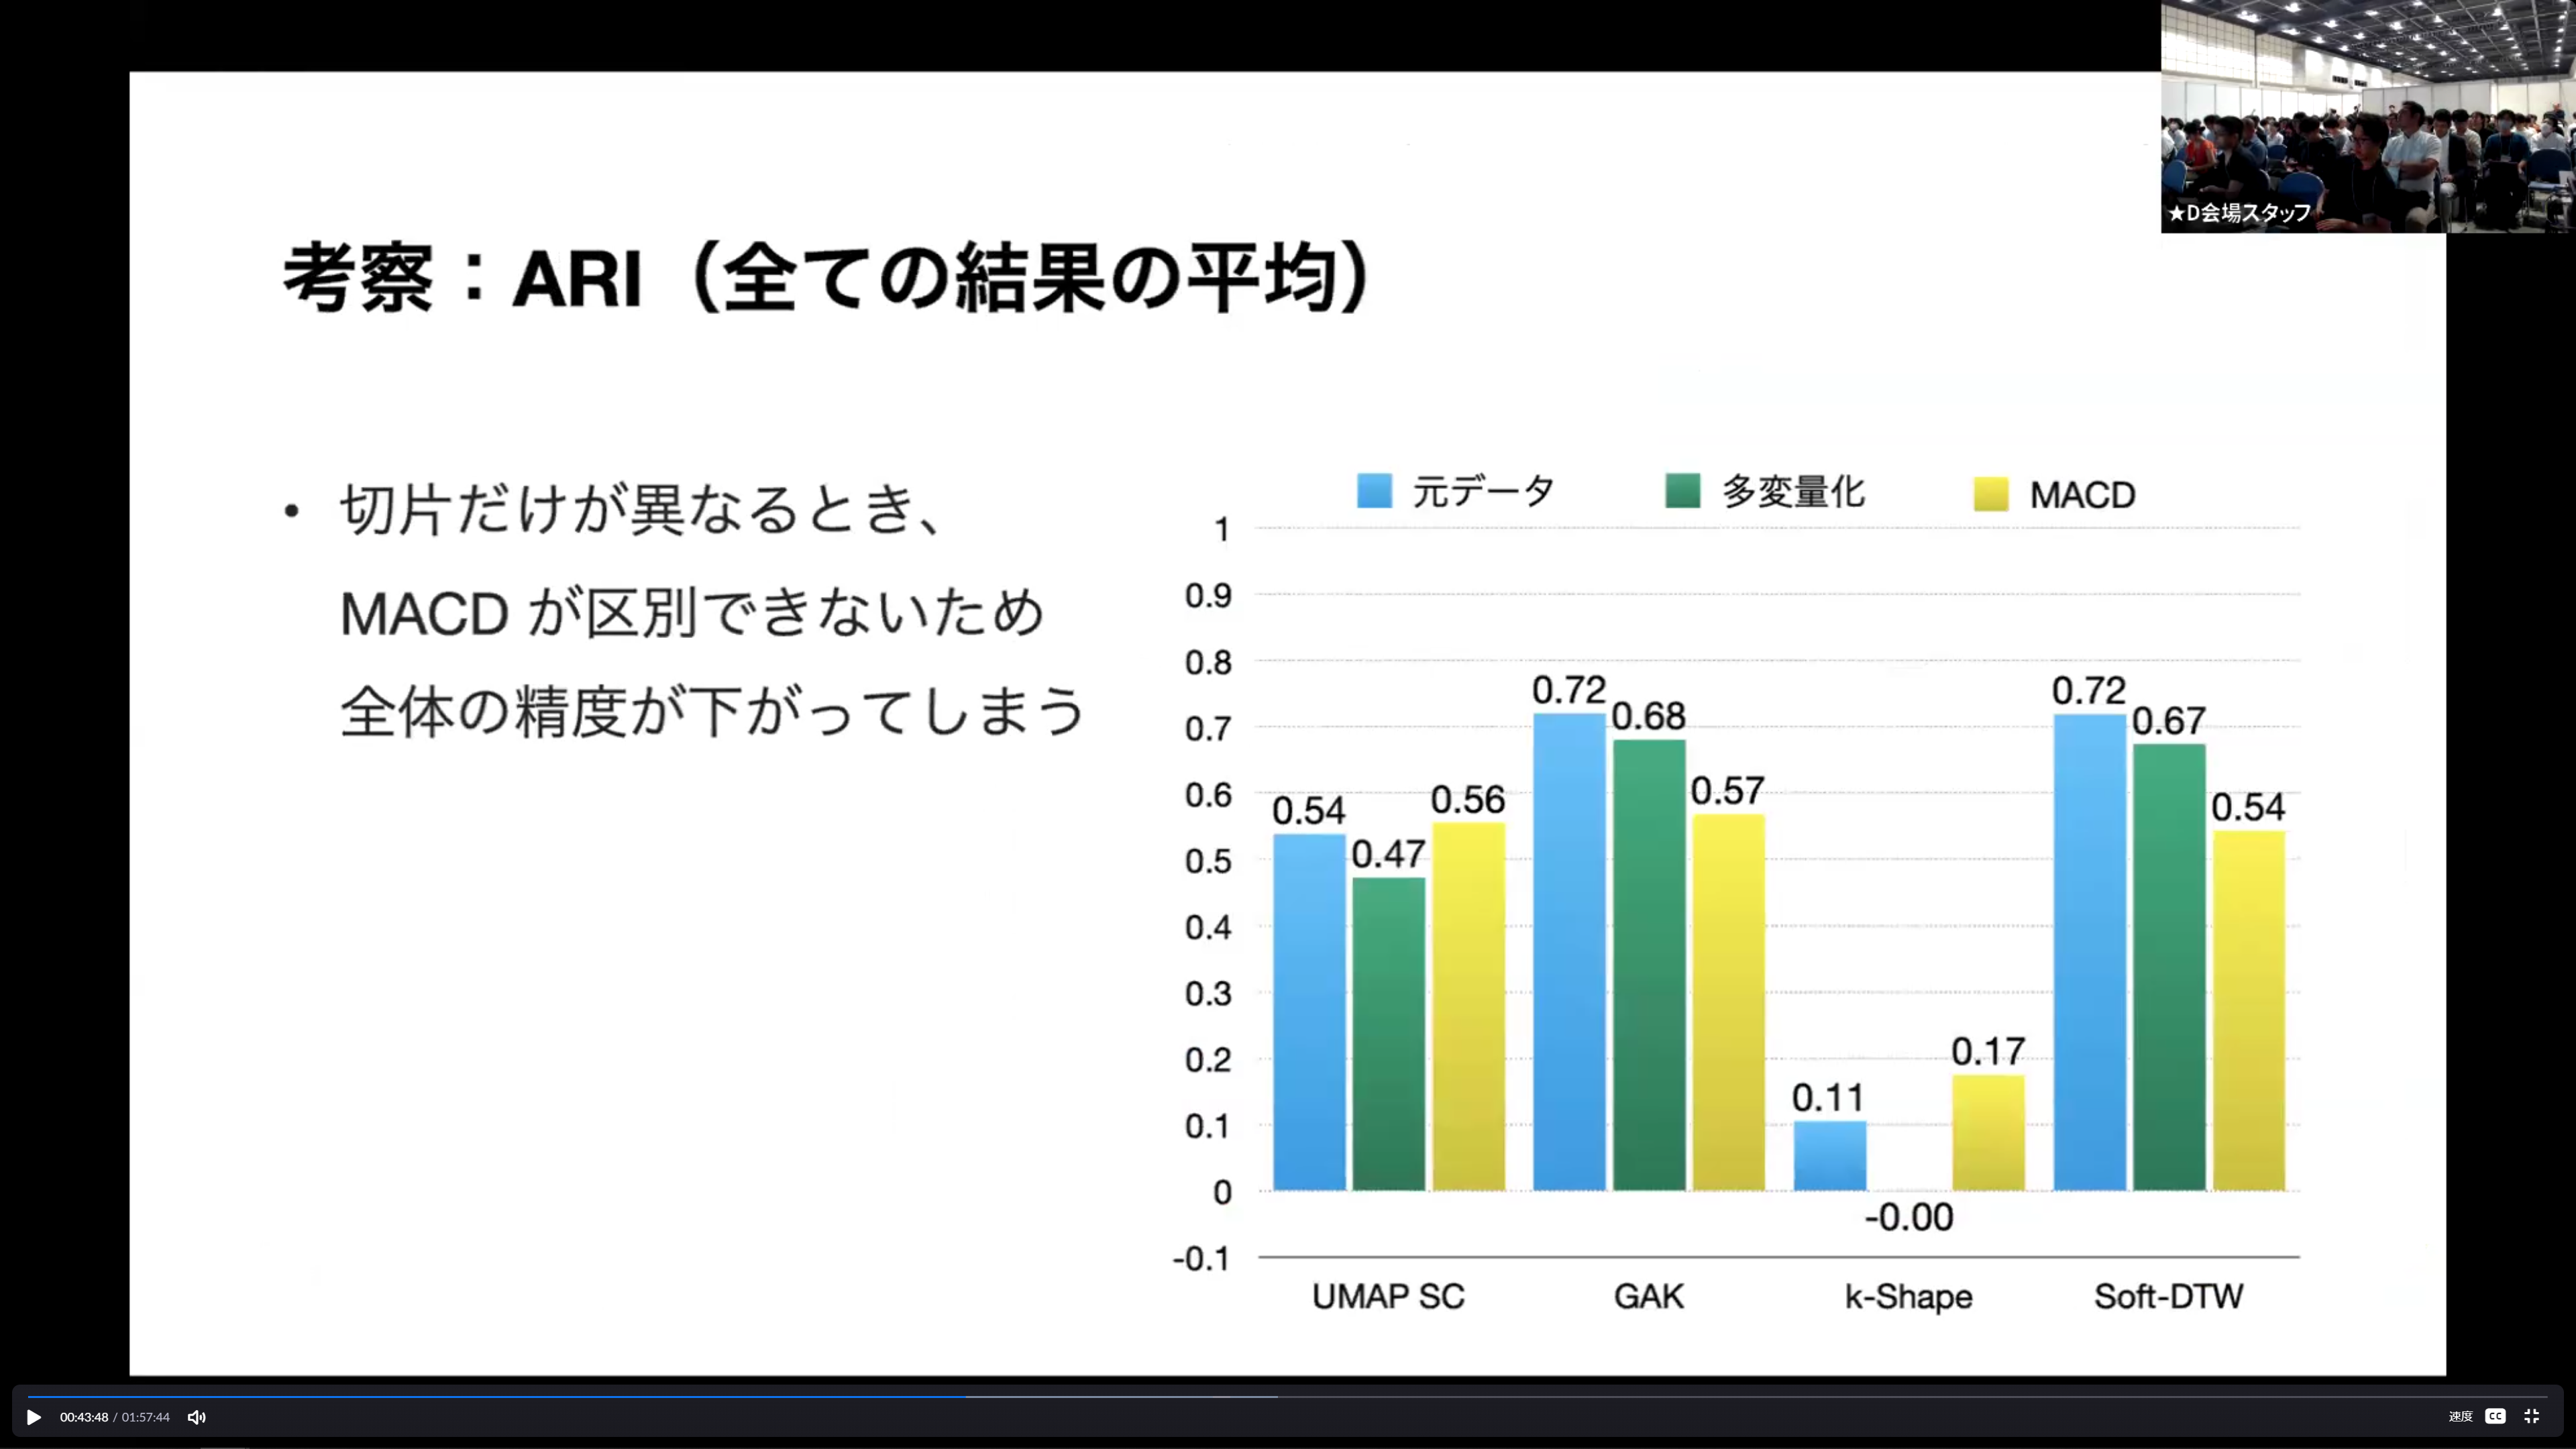 ★D会場スタッフ
考察：ARI（全ての結果の平均）
• 切片だけが異なるとき、
MACD が区別できないため
全体の精度が下がってしまう
元データ 多変量化 MACD
1
0.9
0.8
0.7
0.6
0.5
0.4
0.3
0.2
0.1
0
-0.1
0.54 0.47 0.56
0.72 0.68 0.57
0.11 -0.00 0.17
0.72 0.67 0.54
UMAP SC GAK k-Shape Soft-DTW
00:43:48 / 01:57:44
速度 CC